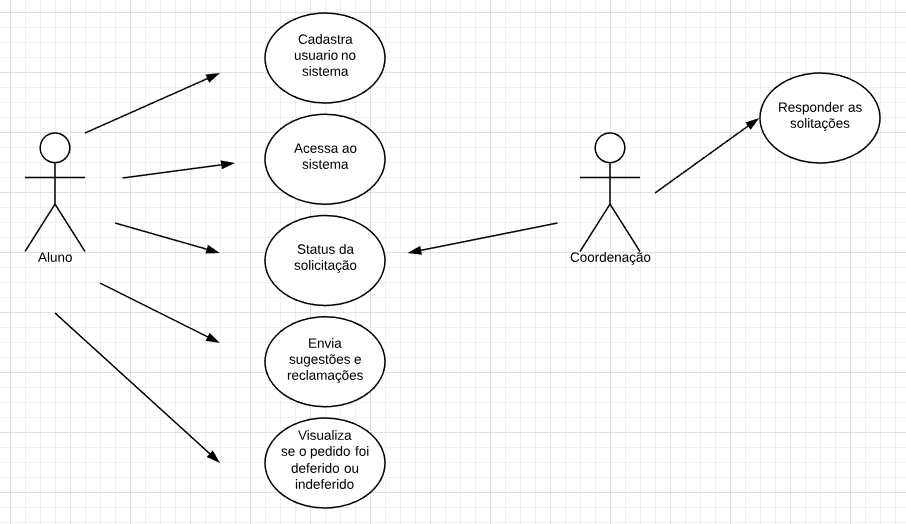 Cadastra
usuario no
sistema
Acessa ao
sistema
Status da
solicitação
Envia
sugestões e
reclamações
Visualiza
se o pedido foi
deferido ou
indeferido
Aluno
Coordenação
Responder as
solitações